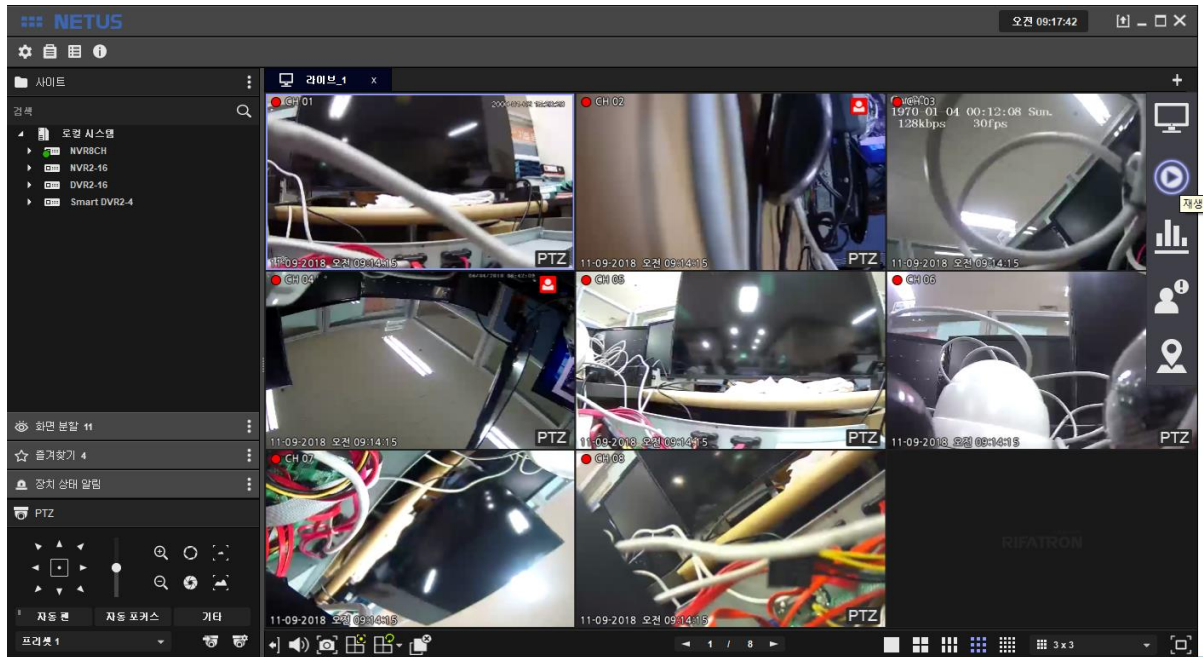 NETUS
오전 09:17:42
사이트
라이브_1 x
검색
로컬 시스템
NVR8CH
NVR2-16
DVR2-16
Smart DVR2-4
화면 분할 11
즐겨찾기 4
장치 상태 알림
PTZ
자동 팬 자동 포커스 기타
프리셋 1
CH 01
11-09-2018 오전 09:14:15 PTZ
CH 02
11-09-2018 오전 09:14:15 PTZ
CH 03
1970-01-04 00:12:08 Sun.
128kbps 30fps
11-09-2018 오전 09:14:15
재생
CH 04
11-09-2018 오전 09:14:15 PTZ
CH 05
11-09-2018 오전 09:14:15 PTZ
CH 06
11-09-2018 오전 09:14:15 PTZ
CH 07
11-09-2018 오전 09:14:15
CH 08
11-09-2018 오전 09:14:15 PTZ
RIFATRON
1 / 8
3 x 3